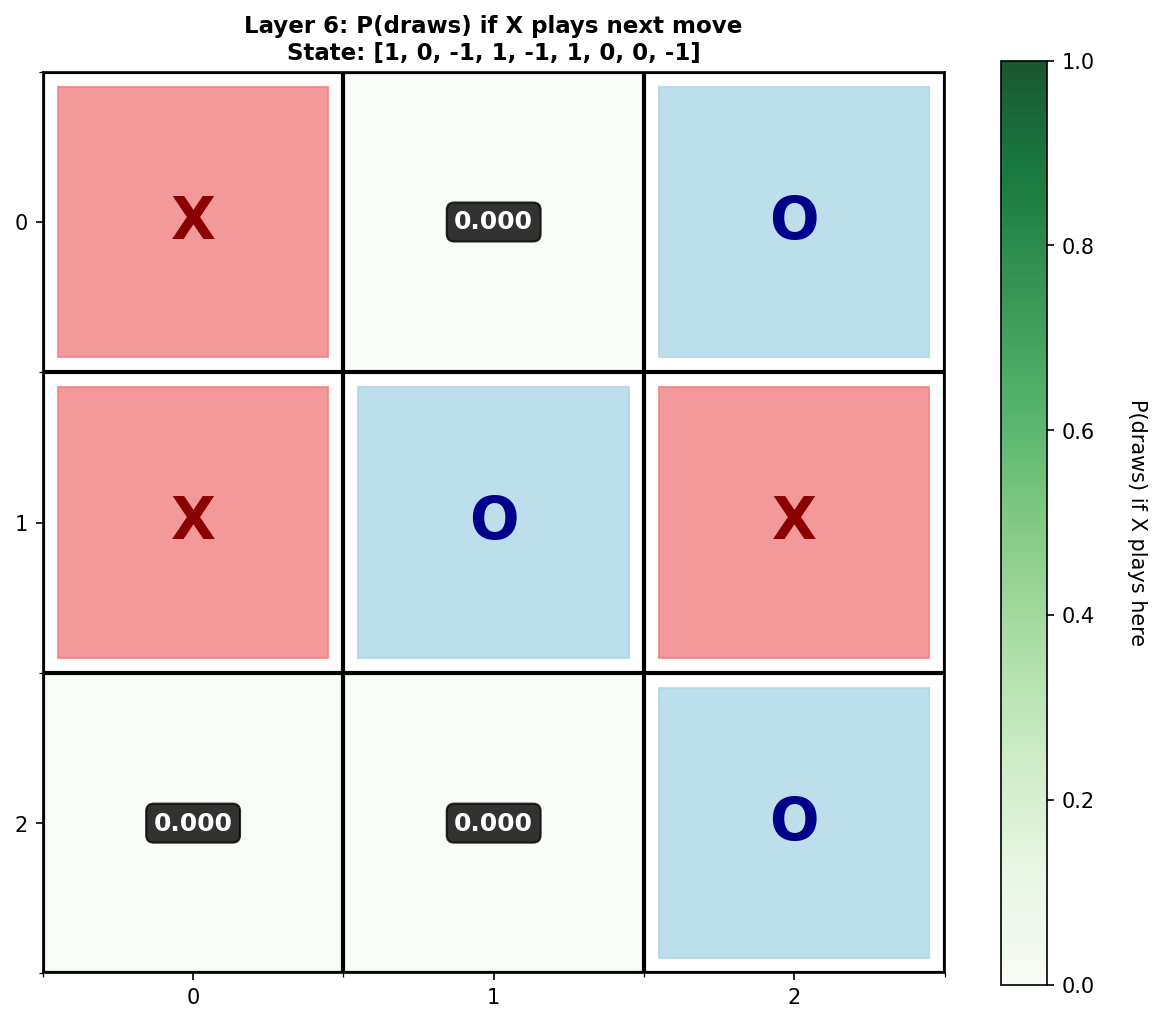 Layer 6: P(draws) if X plays next move
State: [1, 0, -1, 1, -1, 1, 0, 0, -1]
X
0.000
O
X
O
X
0.000
0.000
O
0
1
2
0
1
2
1.0
0.8
0.6
0.4
0.2
0.0
P(draws) if X plays here